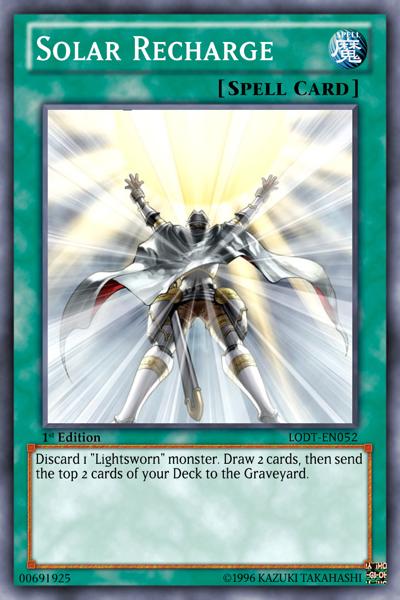 Solar Recharge
SPELL
魔
[Spell Card]
1st Edition
LODT-EN052
Discard 1 "Lightsworn" monster. Draw 2 cards, then send
the top 2 cards of your Deck to the Graveyard.
00691925
©1996 KAZUKI TAKAHASHI